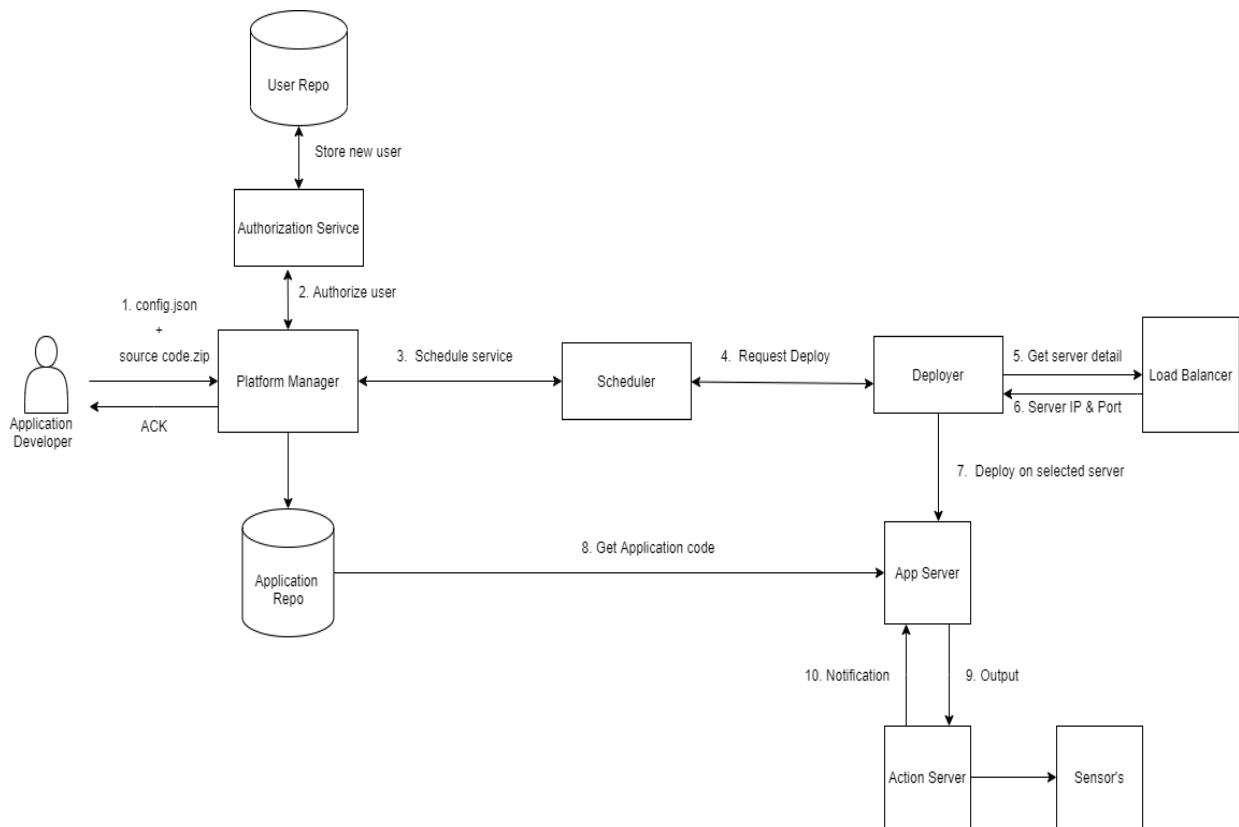 User Repo
Store new user
Authorization Serivce
2. Authorize user
1. config.json
+
source code.zip
3. Schedule service
4. Request Deploy
5. Get server detail
Platform Manager
Scheduler
Deployer
Load Balancer
6. Server IP & Port
Application
Developer
ACK
7. Deploy on selected server
8. Get Application code
Application
Repo
App Server
10. Notification
9. Output
Action Server
Sensor's